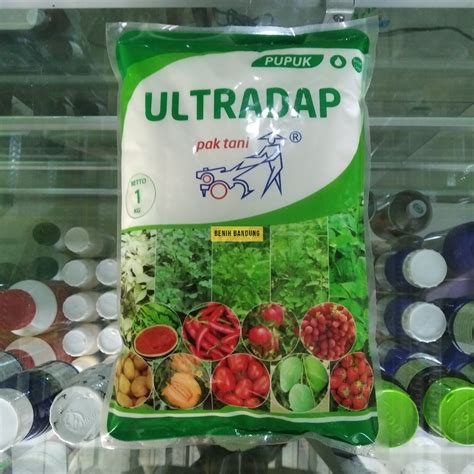 PUPUK
ULTRADAP
pak tani
®
NETTO
1
KG
BENIH BANDUNG